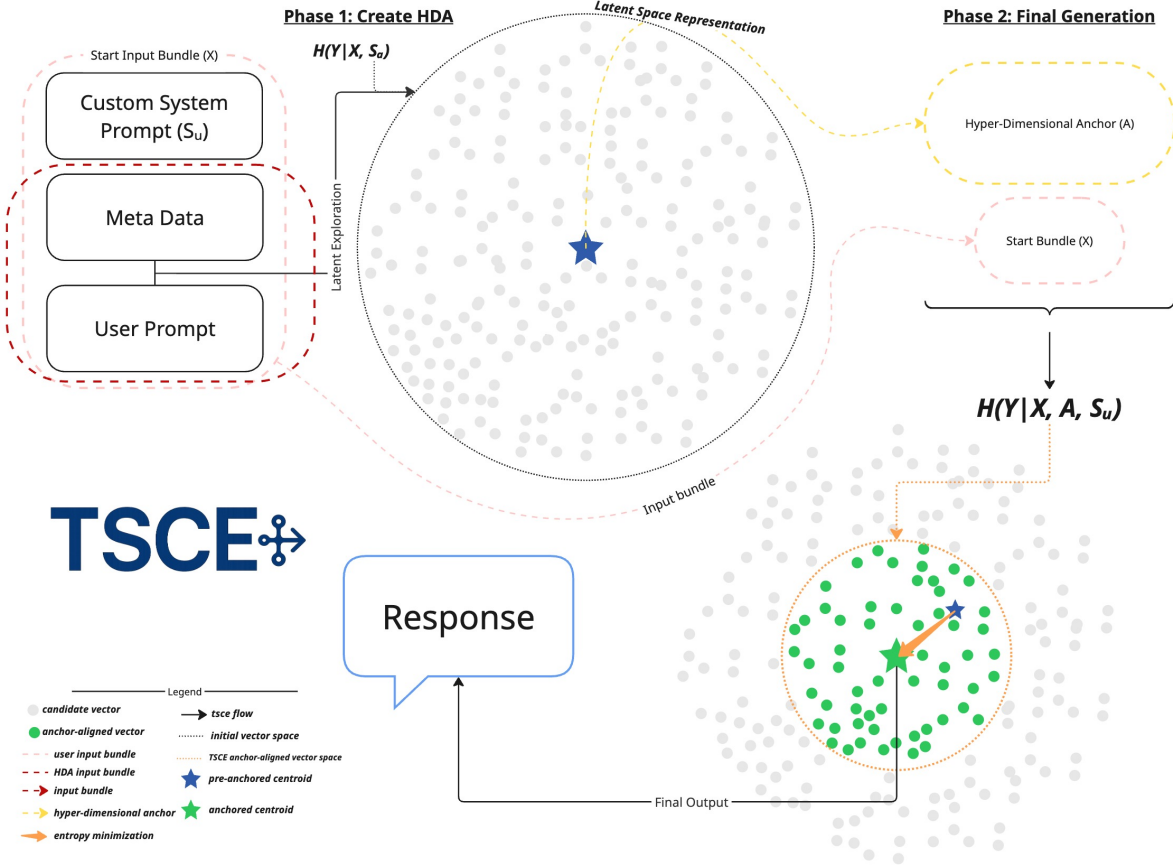 Phase 1: Create HDA
Latent Space Representation
Phase 2: Final Generation
Start Input Bundle (X)
H(Y|X, Sₐ)
Custom System
Prompt (Sᵤ)
Meta Data
User Prompt
Latent Exploration
Hyper-Dimensional Anchor (A)
Start Bundle (X)
H(Y|X, A, Sᵤ)
Input bundle
TSCE
Response
Final Output
Legend
candidate vector
anchor-aligned vector
user input bundle
HDA input bundle
input bundle
hyper-dimensional anchor
entropy minimization
tsce flow
initial vector space
TSCE anchor-aligned vector space
pre-anchored centroid
anchored centroid